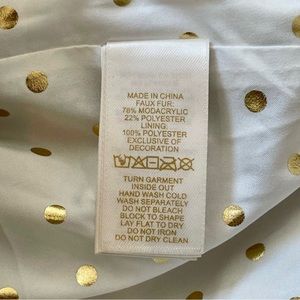 MADE IN CHINA
FAUX FUR:
78% MODACRYLIC
22% POLYESTER
LINING:
100% POLYESTER
EXCLUSIVE OF
DECORATION
TURN GARMENT
INSIDE OUT
HAND WASH COLD
WASH SEPARATELY
DO NOT BLEACH
BLOCK TO SHAPE
LAY FLAT TO DRY
DO NOT IRON
DO NOT DRY CLEAN